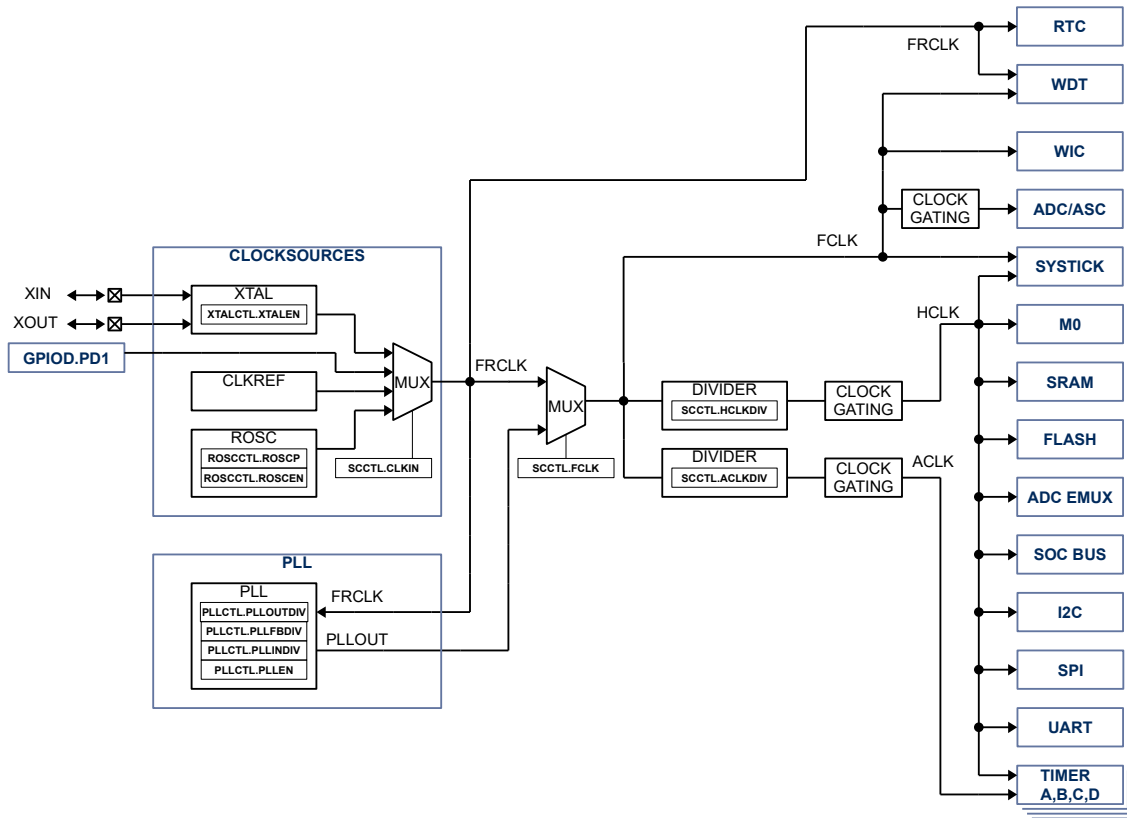 RTC
FRCLK
WDT
WIC
CLOCK
GATING
ADC/ASC
FCLK
SYSTICK
CLOCKSOURCES
XIN
XOUT
GPIOD.PD1
XTAL
XTALCTL.XTALEN
CLKREF
ROSC
ROSCCTL.ROSCP
ROSCCTL.ROSCEN
MUX
SCCTL.CLKIN
FRCLK
MUX
SCCTL.FCLK
DIVIDER
SCCTL.HCLKDIV
CLOCK
GATING
HCLK
DIVIDER
SCCTL.ACLKDIV
CLOCK
GATING
ACLK
M0
SRAM
FLASH
ADC EMUX
SOC BUS
I2C
SPI
UART
TIMER
A,B,C,D
PLL
PLL
PLLCTL.PLLOUTDIV
PLLCTL.PLLFBDIV
PLLCTL.PLLINDIV
PLLCTL.PLLEN
FRCLK
PLLOUT